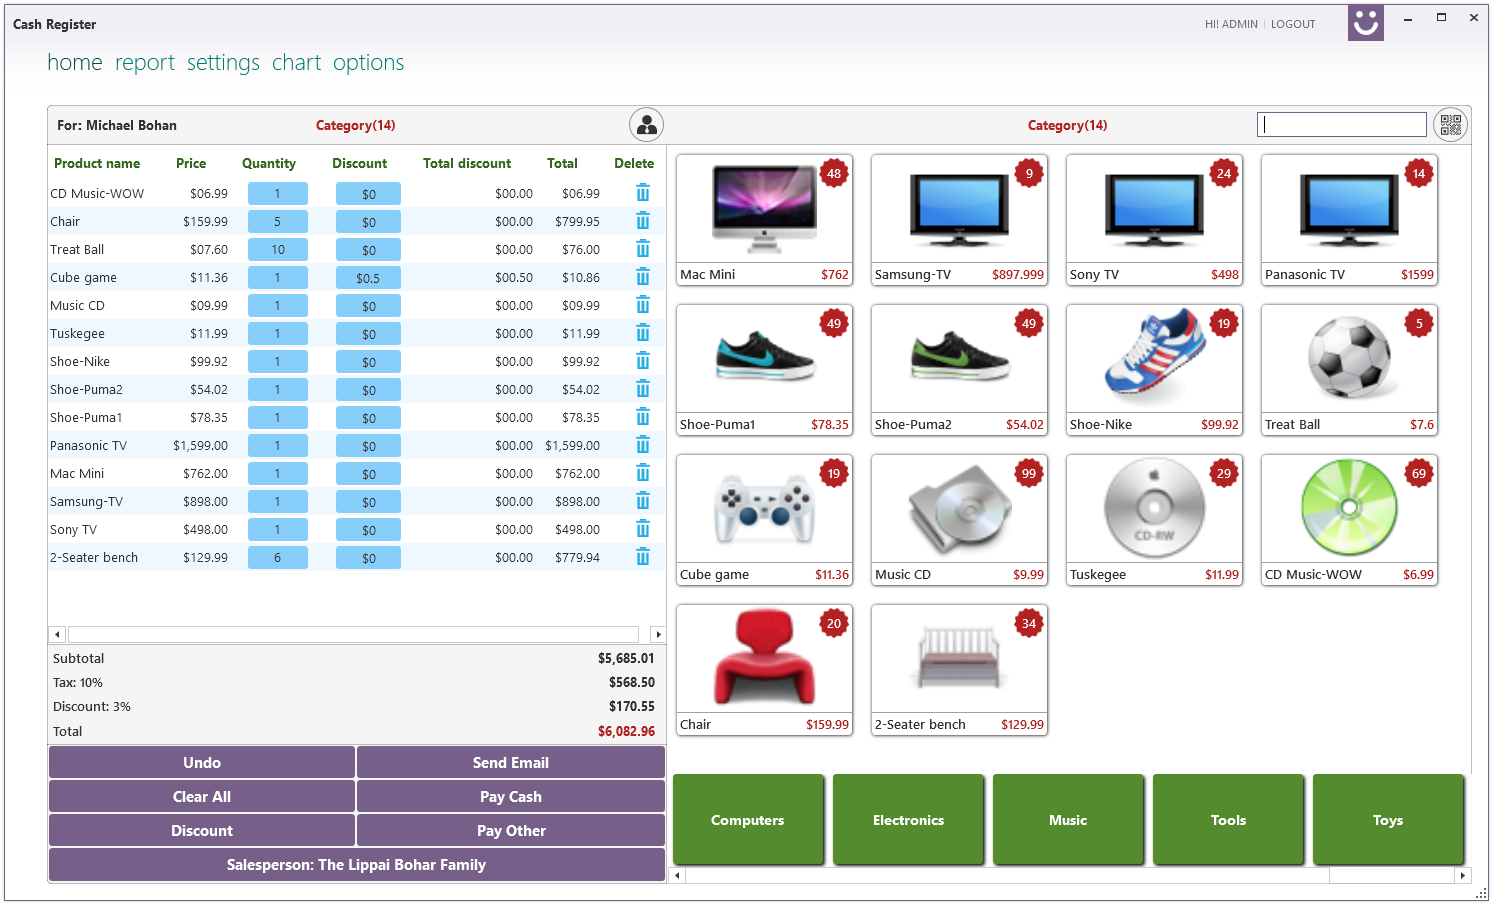 Cash Register
HI! ADMIN | LOGOUT
home report settings chart options
For: Michael Bohan
Category(14)
Product name Price Quantity Discount Total discount Total Delete
CD Music-WOW $06.99 1 $0 $00.00 $06.99
Chair $159.99 5 $0 $00.00 $799.95
Treat Ball $07.60 10 $0 $00.00 $76.00
Cube game $11.36 1 $0.5 $00.50 $10.86
Music CD $09.99 1 $0 $00.00 $09.99
Tuskegee $11.99 1 $0 $00.00 $11.99
Shoe-Nike $99.92 1 $0 $00.00 $99.92
Shoe-Puma2 $54.02 1 $0 $00.00 $54.02
Shoe-Puma1 $78.35 1 $0 $00.00 $78.35
Panasonic TV $1,599.00 1 $0 $00.00 $1,599.00
Mac Mini $762.00 1 $0 $00.00 $762.00
Samsung-TV $898.00 1 $0 $00.00 $898.00
Sony TV $498.00 1 $0 $00.00 $498.00
2-Seater bench $129.99 6 $0 $00.00 $779.94
Subtotal $5,685.01
Tax: 10% $568.50
Discount: 3% $170.55
Total $6,082.96
Undo Send Email
Clear All Pay Cash
Discount Pay Other
Salesperson: The Lippai Bohar Family
Category(14)
48 9 24 14
Mac Mini $762 Samsung-TV $897.999 Sony TV $498 Panasonic TV $1599
49 49 19 5
Shoe-Puma1 $78.35 Shoe-Puma2 $54.02 Shoe-Nike $99.92 Treat Ball $7.6
19 99 29 69
CD-RW
Cube game $11.36 Music CD $9.99 Tuskegee $11.99 CD Music-WOW $6.99
20 34
Chair $159.99 2-Seater bench $129.99
Computers Electronics Music Tools Toys